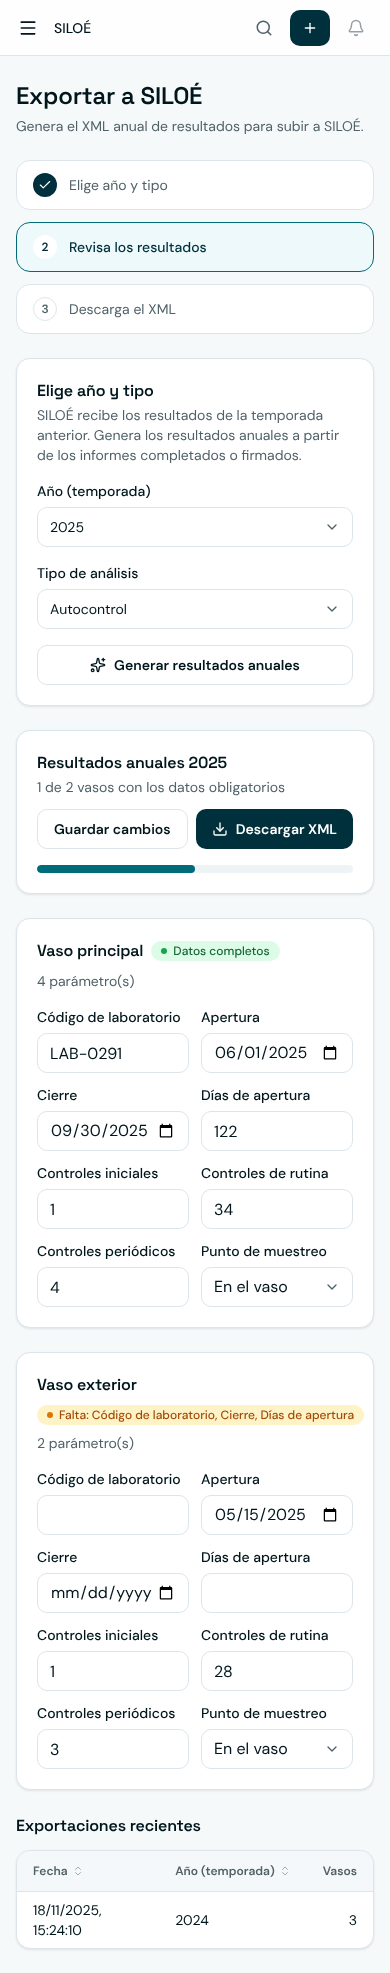 SILOÉ
Exportar a SILOÉ
Genera el XML anual de resultados para subir a SILOÉ.
Elige año y tipo
2 Revisa los resultados
3 Descarga el XML
Elige año y tipo
SILOÉ recibe los resultados de la temporada
anterior. Genera los resultados anuales a partir
de los informes completados o firmados.
Año (temporada)
2025
Tipo de análisis
Autocontrol
Generar resultados anuales
Resultados anuales 2025
1 de 2 vasos con los datos obligatorios
Guardar cambios Descargar XML
Vaso principal Datos completos
4 parámetro(s)
Código de laboratorio Apertura
LAB-0291 06/01/2025
Cierre Días de apertura
09/30/2025 122
Controles iniciales Controles de rutina
1 34
Controles periódicos Punto de muestreo
4 En el vaso
Vaso exterior
Falta: Código de laboratorio, Cierre, Días de apertura
2 parámetro(s)
Código de laboratorio Apertura
05/15/2025
Cierre Días de apertura
mm/dd/yyyy
Controles iniciales Controles de rutina
1 28
Controles periódicos Punto de muestreo
3 En el vaso
Exportaciones recientes
Fecha Año (temporada) Vasos
18/11/2025,
15:24:10 2024 3